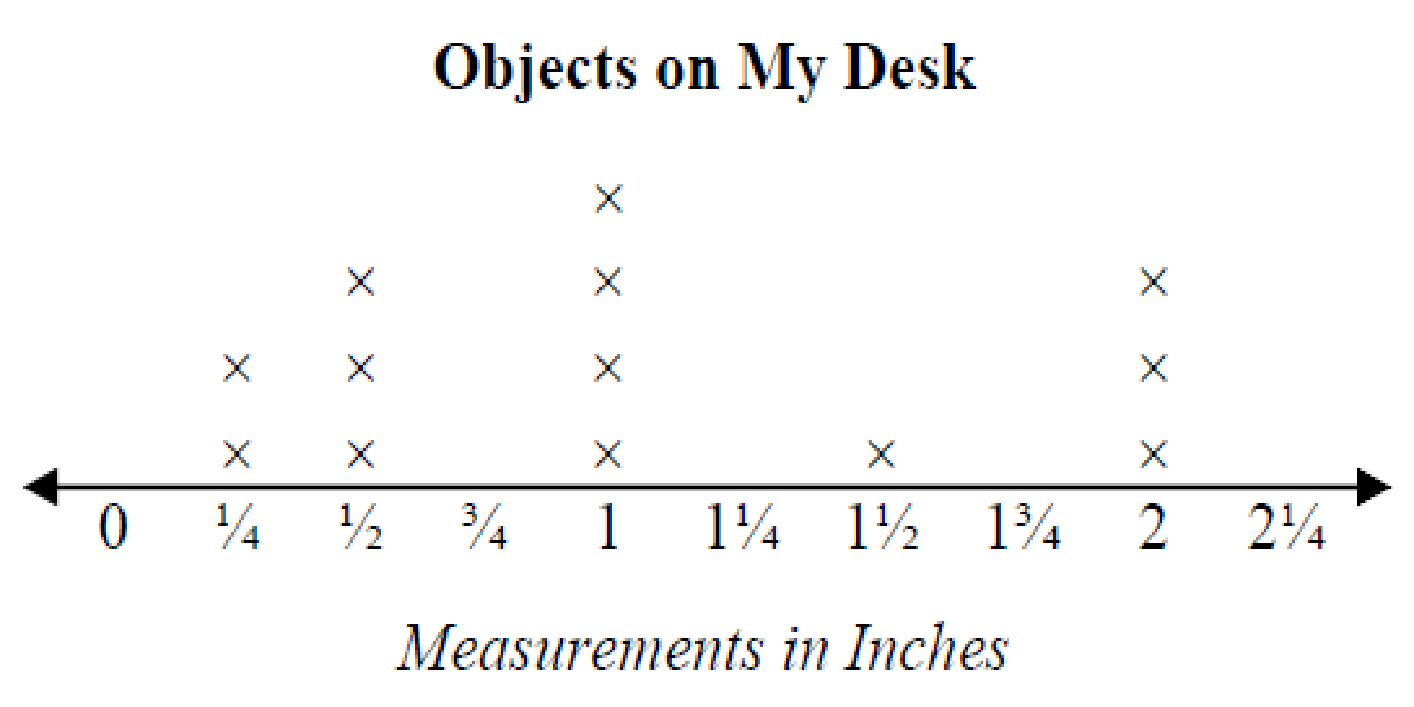 Objects on My Desk
0 ¼ ½ ¾ 1 1¼ 1½ 1¾ 2 2¼
Measurements in Inches